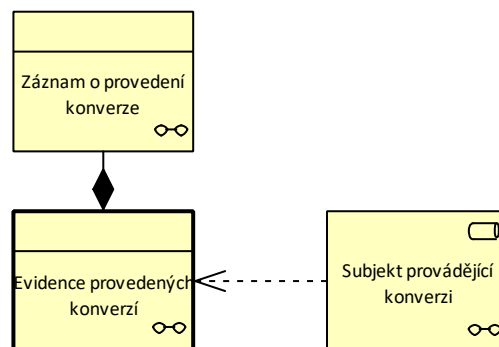 Záznam o provedení
konverze
Evidence provedených
konverzí
Subjekt provádějící
konverzi